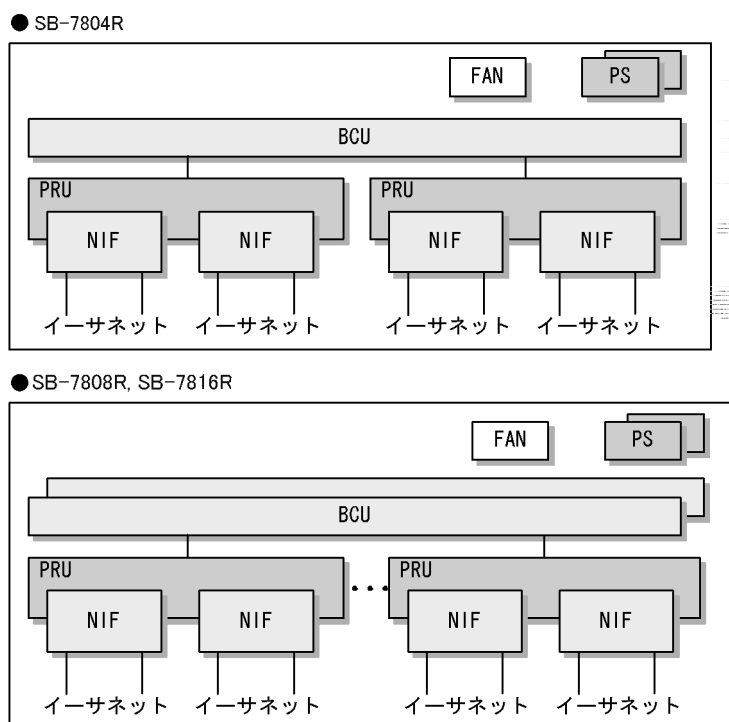 ● SB-7804R
FAN PS
BCU
PRU PRU
NIF NIF NIF NIF
イーサネット イーサネット イーサネット イーサネット
● SB-7808R, SB-7816R
FAN PS
BCU
PRU ・・・ PRU
NIF NIF NIF NIF
イーサネット イーサネット イーサネット イーサネット